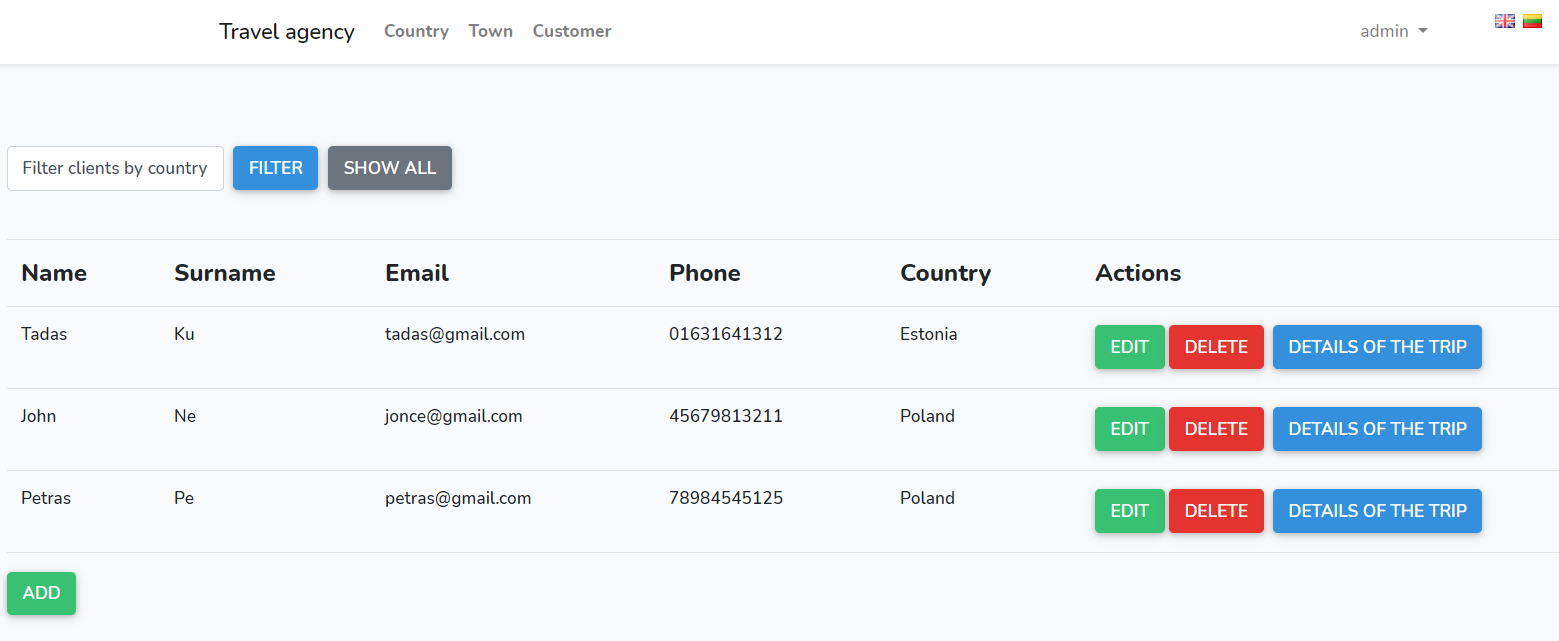 Travel agency Country Town Customer admin
Filter clients by country FILTER SHOW ALL
Name Surname Email Phone Country Actions
Tadas Ku tadas@gmail.com 01631641312 Estonia EDIT DELETE DETAILS OF THE TRIP
John Ne jonce@gmail.com 45679813211 Poland EDIT DELETE DETAILS OF THE TRIP
Petras Pe petras@gmail.com 78984545125 Poland EDIT DELETE DETAILS OF THE TRIP
ADD